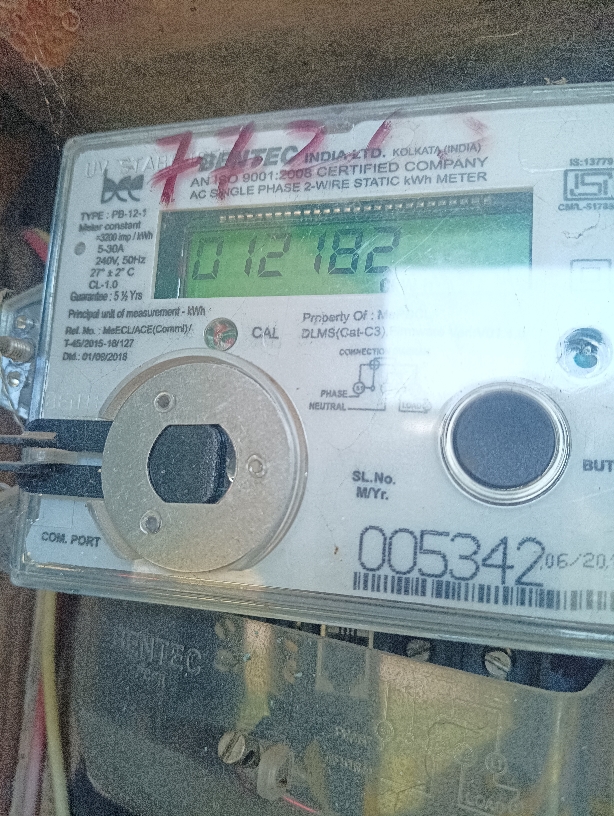 BENTEC INDIA LTD. KOLKATA (INDIA)
AN ISO 9001:2008 CERTIFIED COMPANY
AC SINGLE PHASE 2-WIRE STATIC kWh METER
TYPE : PB-12-1
Meter constant
=3200 imp / kWh
5-30A
240V, 50Hz
27° ± 2° C
CL-1.0
Guarantee : 5 ½ Yrs
012182
Principal unit of measurement - kWh
Ref. No. : MeECL/ACE(Comml)/
T-45/2015-16/127
Dtd : 01/09/2018
CAL
Property Of :
DLMS(Cat-C3)
PHASE
NEUTRAL
SL.No.
M/Yr.
COM. PORT
005342
BENTEC